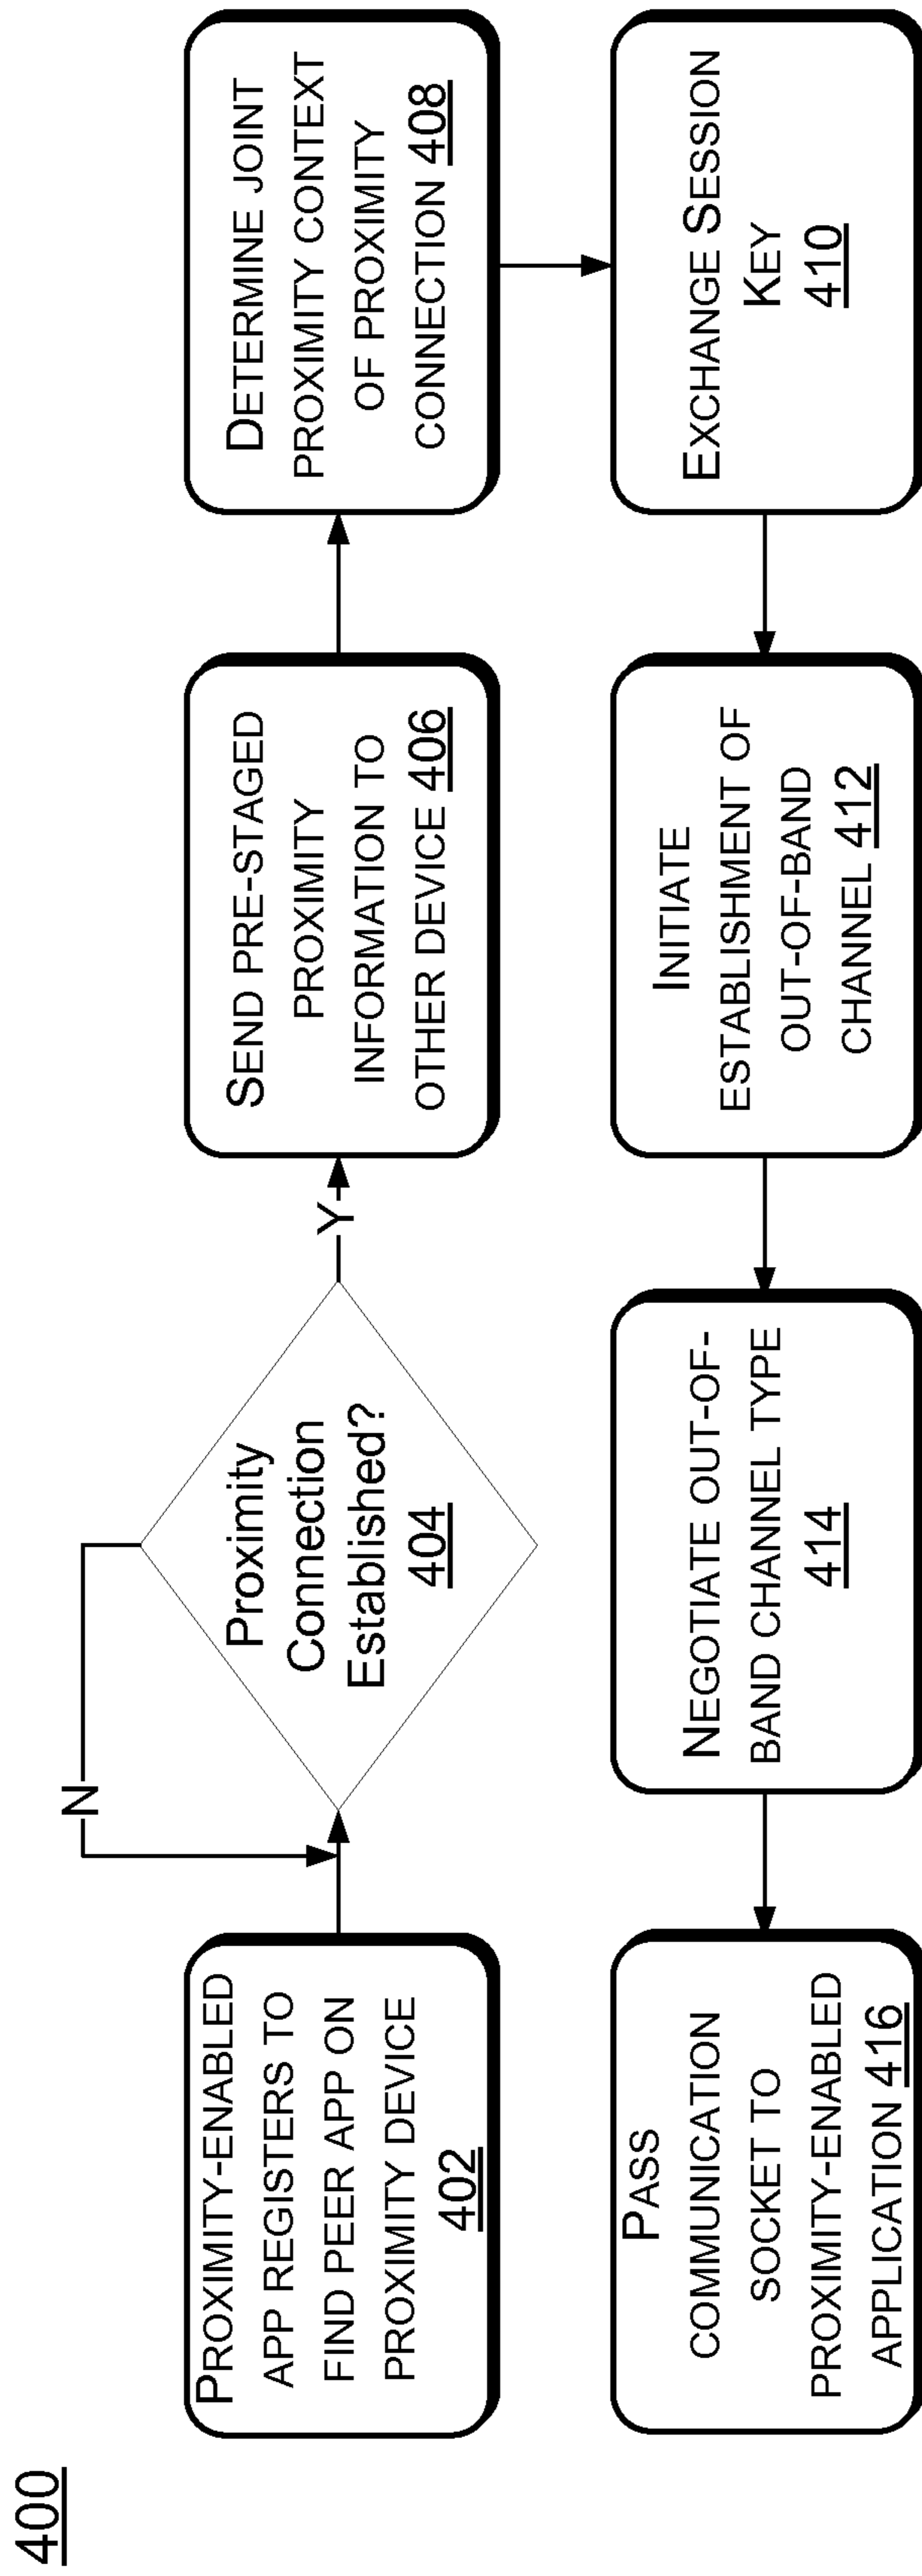 400
PROXIMITY-ENABLED
APP REGISTERS TO
FIND PEER APP ON
PROXIMITY DEVICE
402
N
Proximity
Connection
Established?
404
Y
SEND PRE-STAGED
PROXIMITY
INFORMATION TO
OTHER DEVICE 406
DETERMINE JOINT
PROXIMITY CONTEXT
OF PROXIMITY
CONNECTION 408
EXCHANGE SESSION
KEY
410
INITIATE
ESTABLISHMENT OF
OUT-OF-BAND
CHANNEL 412
NEGOTIATE OUT-OF-
BAND CHANNEL TYPE
414
PASS
COMMUNICATION
SOCKET TO
PROXIMITY-ENABLED
APPLICATION 416